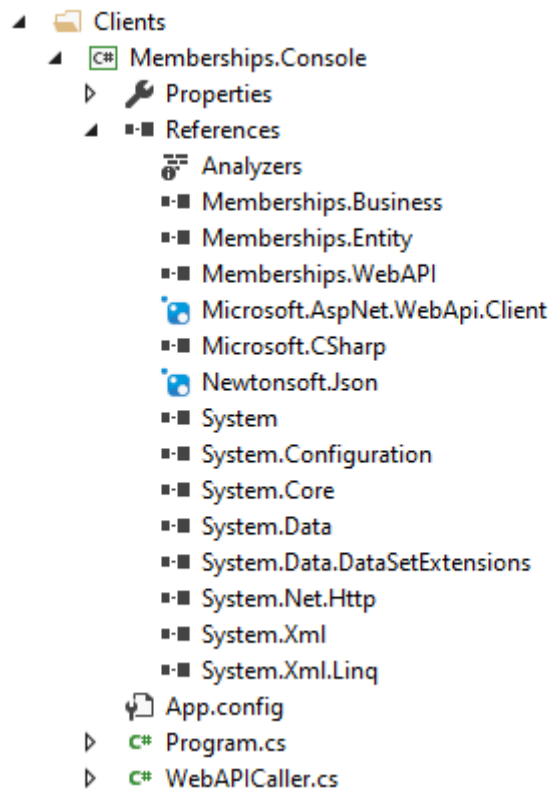 Clients
C# Memberships.Console
Properties
References
Analyzers
Memberships.Business
Memberships.Entity
Memberships.WebAPI
Microsoft.AspNet.WebApi.Client
Microsoft.CSharp
Newtonsoft.Json
System
System.Configuration
System.Core
System.Data
System.Data.DataSetExtensions
System.Net.Http
System.Xml
System.Xml.Linq
App.config
C# Program.cs
C# WebAPICaller.cs